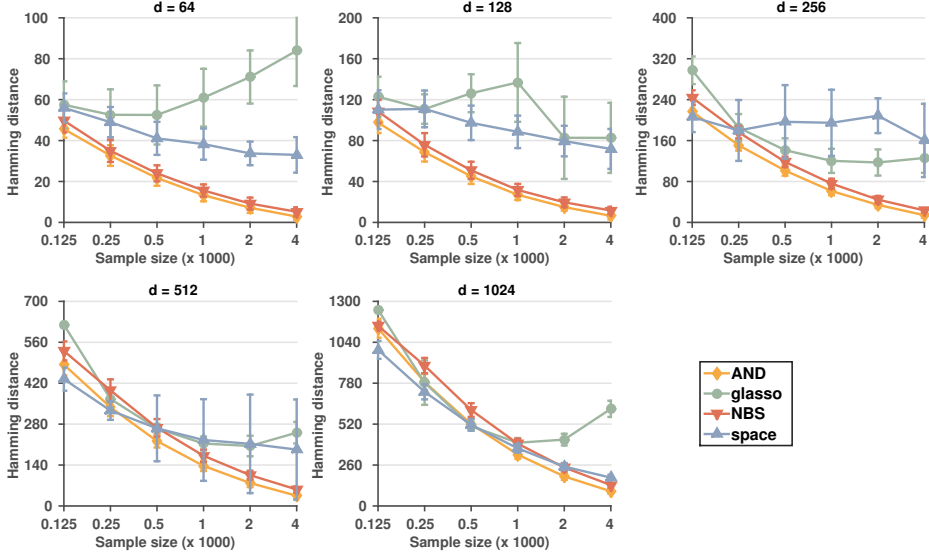 d = 64
Hamming distance
100
80
60
40
20
0
0.125 0.25 0.5 1 2 4
Sample size (x 1000)
d = 128
Hamming distance
200
160
120
80
40
0
0.125 0.25 0.5 1 2 4
Sample size (x 1000)
d = 256
Hamming distance
400
320
240
160
80
0
0.125 0.25 0.5 1 2 4
Sample size (x 1000)
d = 512
Hamming distance
700
560
420
280
140
0
0.125 0.25 0.5 1 2 4
Sample size (x 1000)
d = 1024
Hamming distance
1300
1040
780
520
260
0
0.125 0.25 0.5 1 2 4
Sample size (x 1000)
AND
glasso
NBS
space